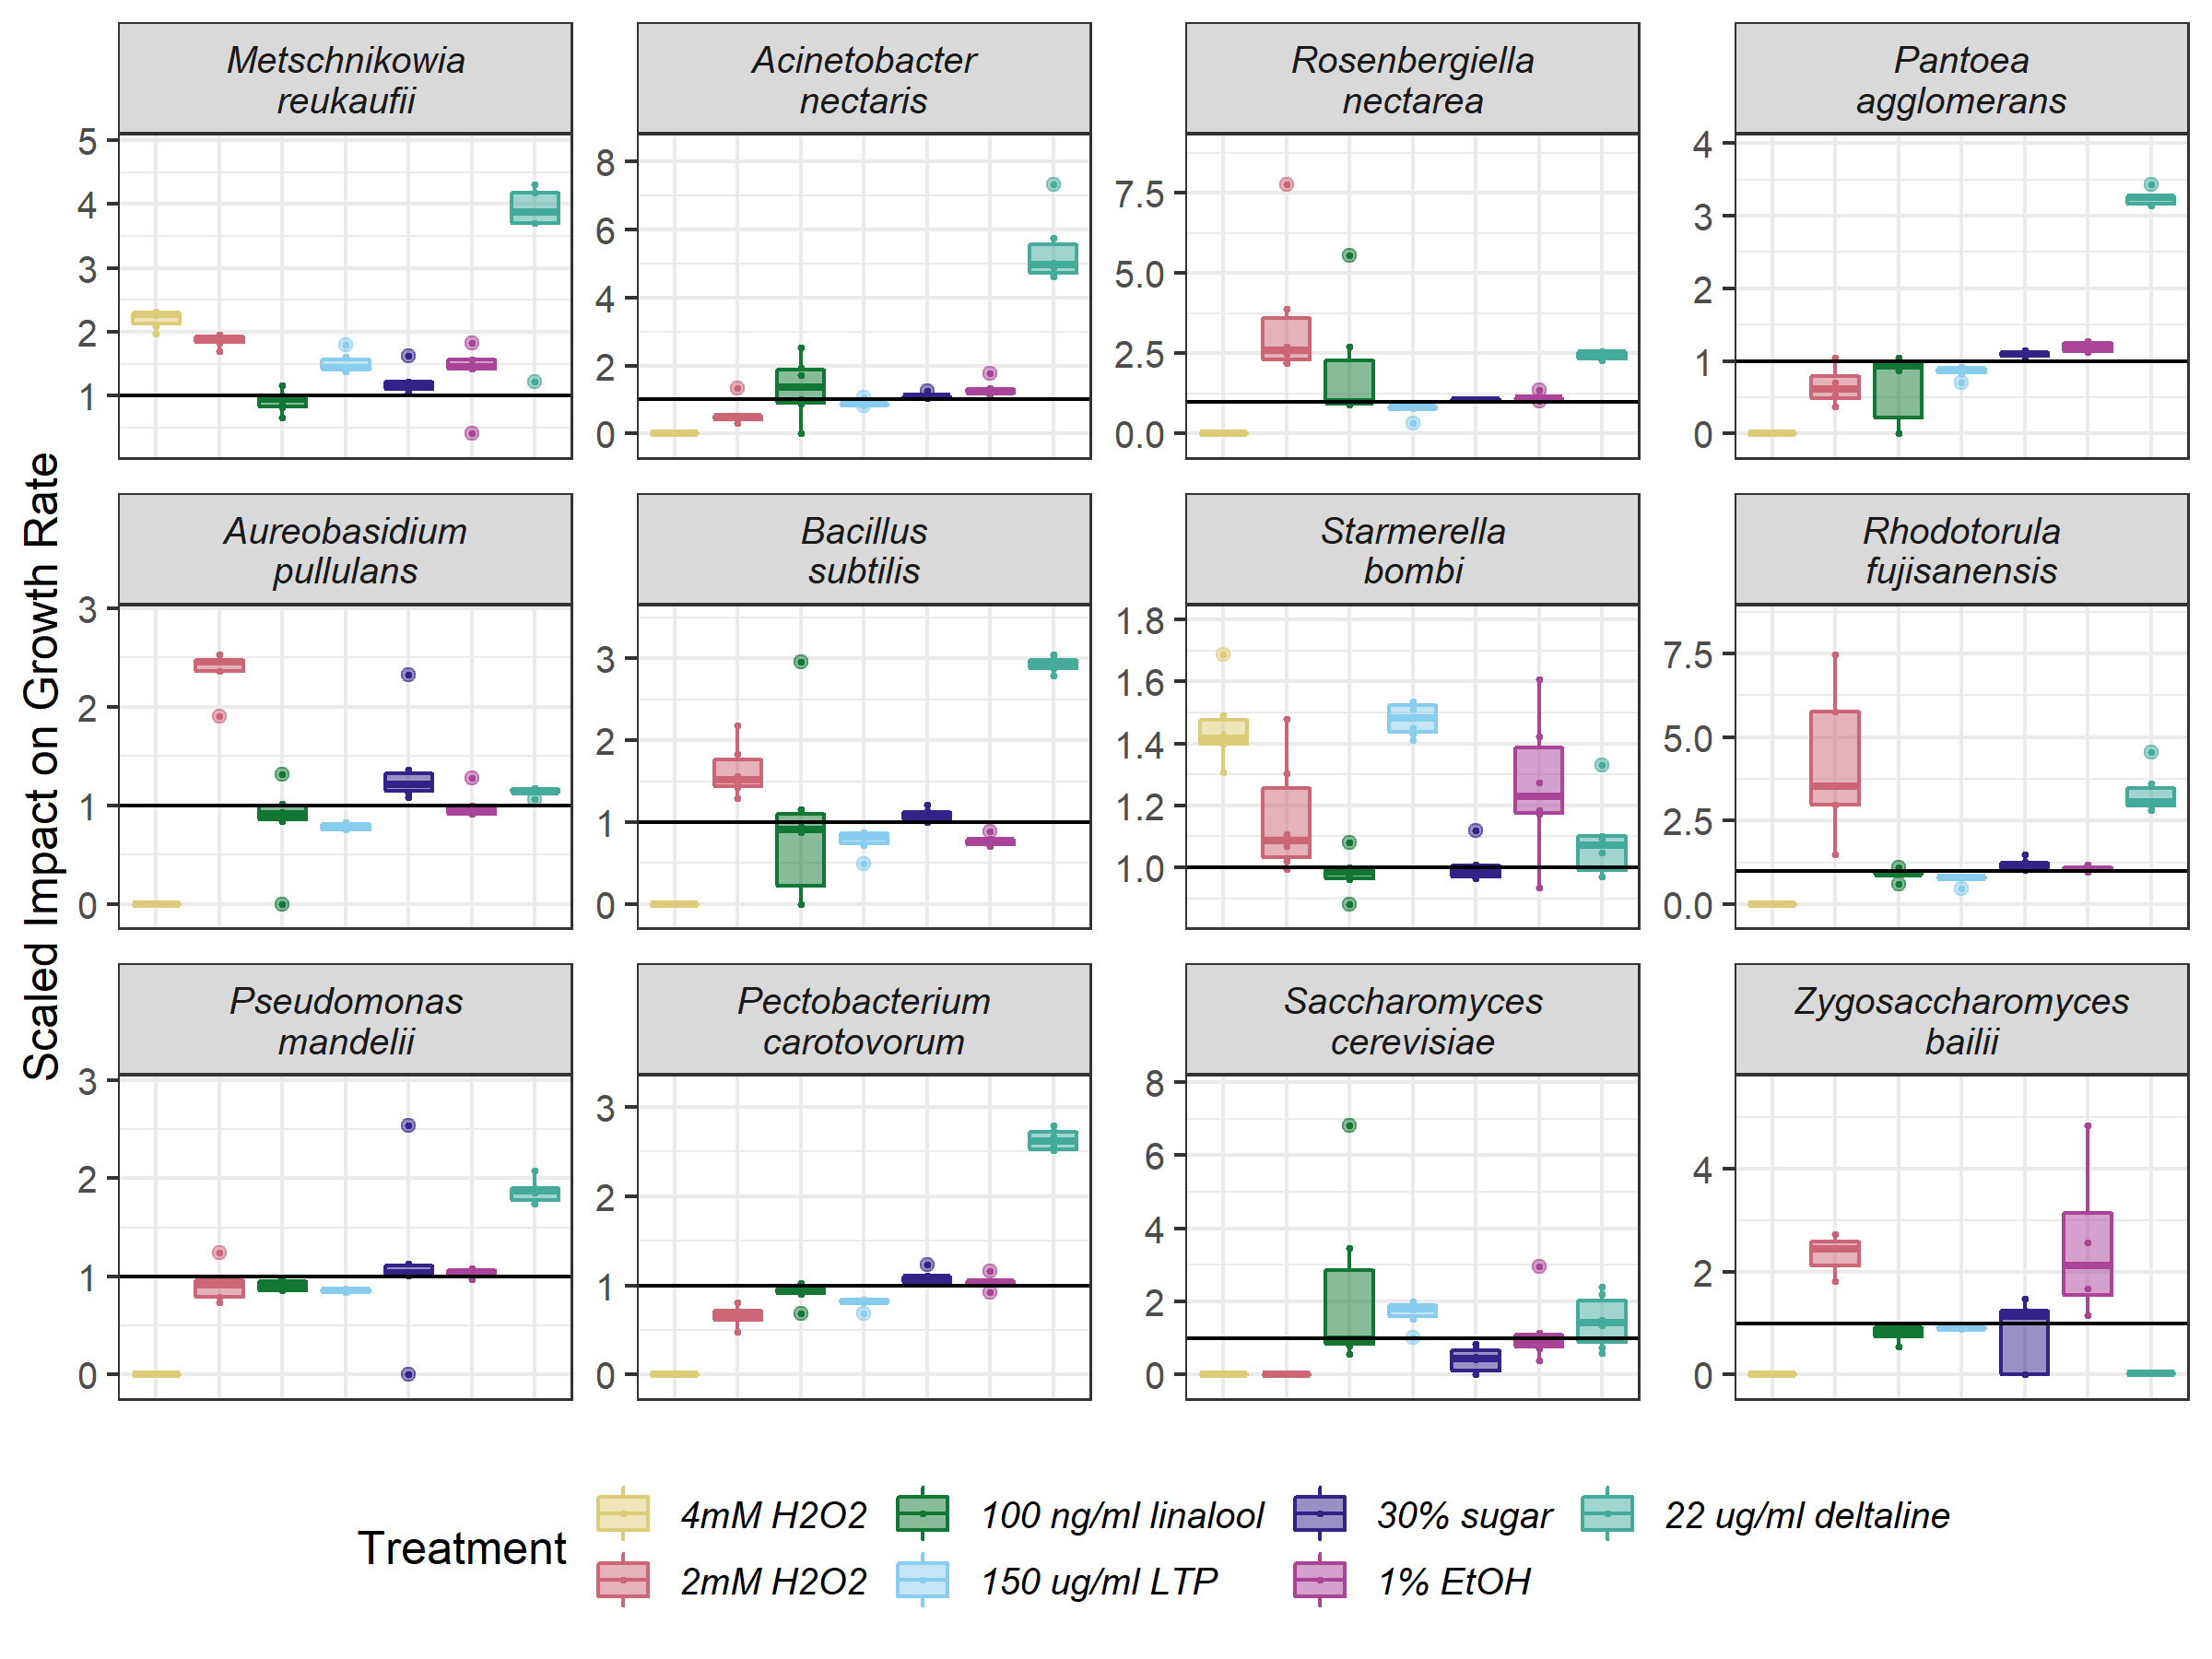 Metschnikowia
reukaufii
Acinetobacter
nectaris
Rosenbergiella
nectarea
Pantoea
agglomerans
5
4
3
2
1
8
6
4
2
0
7.5
5.0
2.5
0.0
4
3
2
1
0
Scaled Impact on Growth Rate
Aureobasidium
pullulans
Bacillus
subtilis
Starmerella
bombi
Rhodotorula
fujisanensis
3
2
1
0
3
2
1
0
1.8
1.6
1.4
1.2
1.0
7.5
5.0
2.5
0.0
Pseudomonas
mandelii
Pectobacterium
carotovorum
Saccharomyces
cerevisiae
Zygosaccharomyces
bailii
3
2
1
0
3
2
1
0
8
6
4
2
0
4
2
0
Treatment
4mM H2O2
100 ng/ml linalool
30% sugar
22 ug/ml deltaline
2mM H2O2
150 ug/ml LTP
1% EtOH